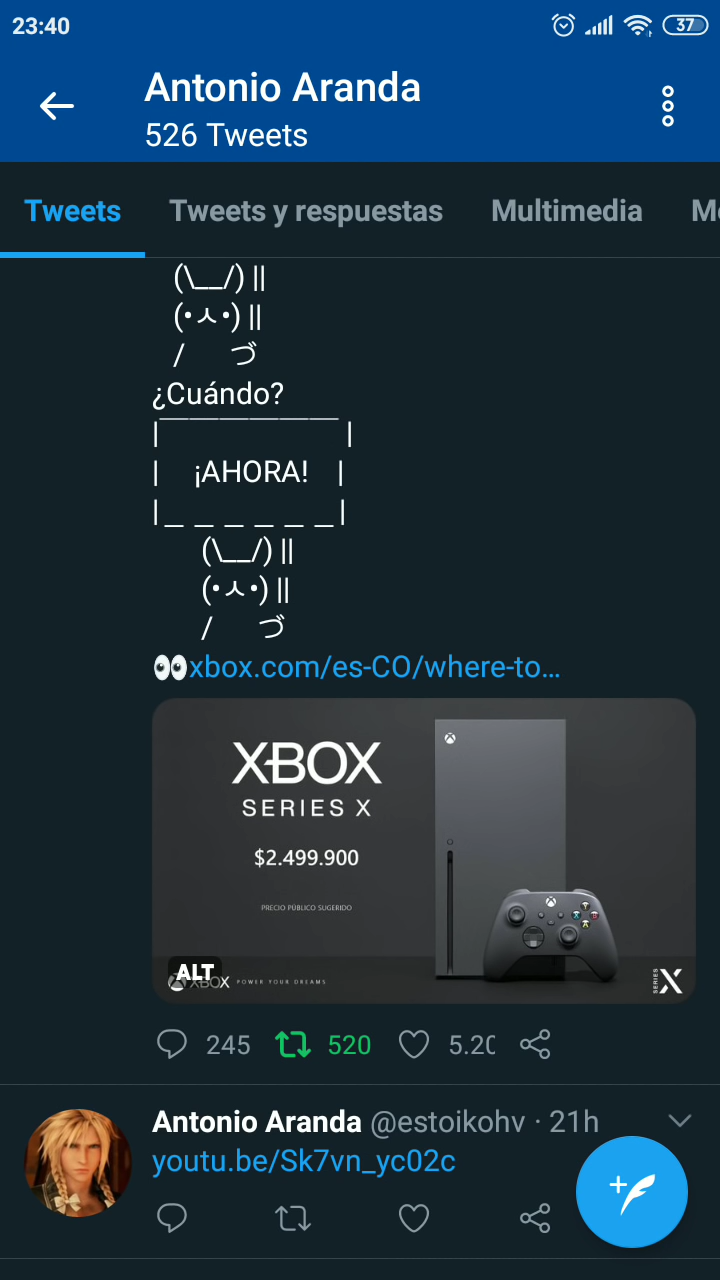 23:40
37
Antonio Aranda
526 Tweets
Tweets Tweets y respuestas Multimedia M
(\__/) ||
(•ㅅ•) ||
/ づ
¿Cuándo?
|￣￣￣￣￣￣|
| ¡AHORA! |
|_ _ _ _ _ _|
(\__/) ||
(•ㅅ•) ||
/ づ
👀xbox.com/es-CO/where-to…
XBOX
SERIES X
$2.499.900
PRECIO PÚBLICO SUGERIDO
ALT
XBOX POWER YOUR DREAMS
SERIES X
245 520 5.20
Antonio Aranda @estoikohv · 21h
youtu.be/Sk7vn_yc02c